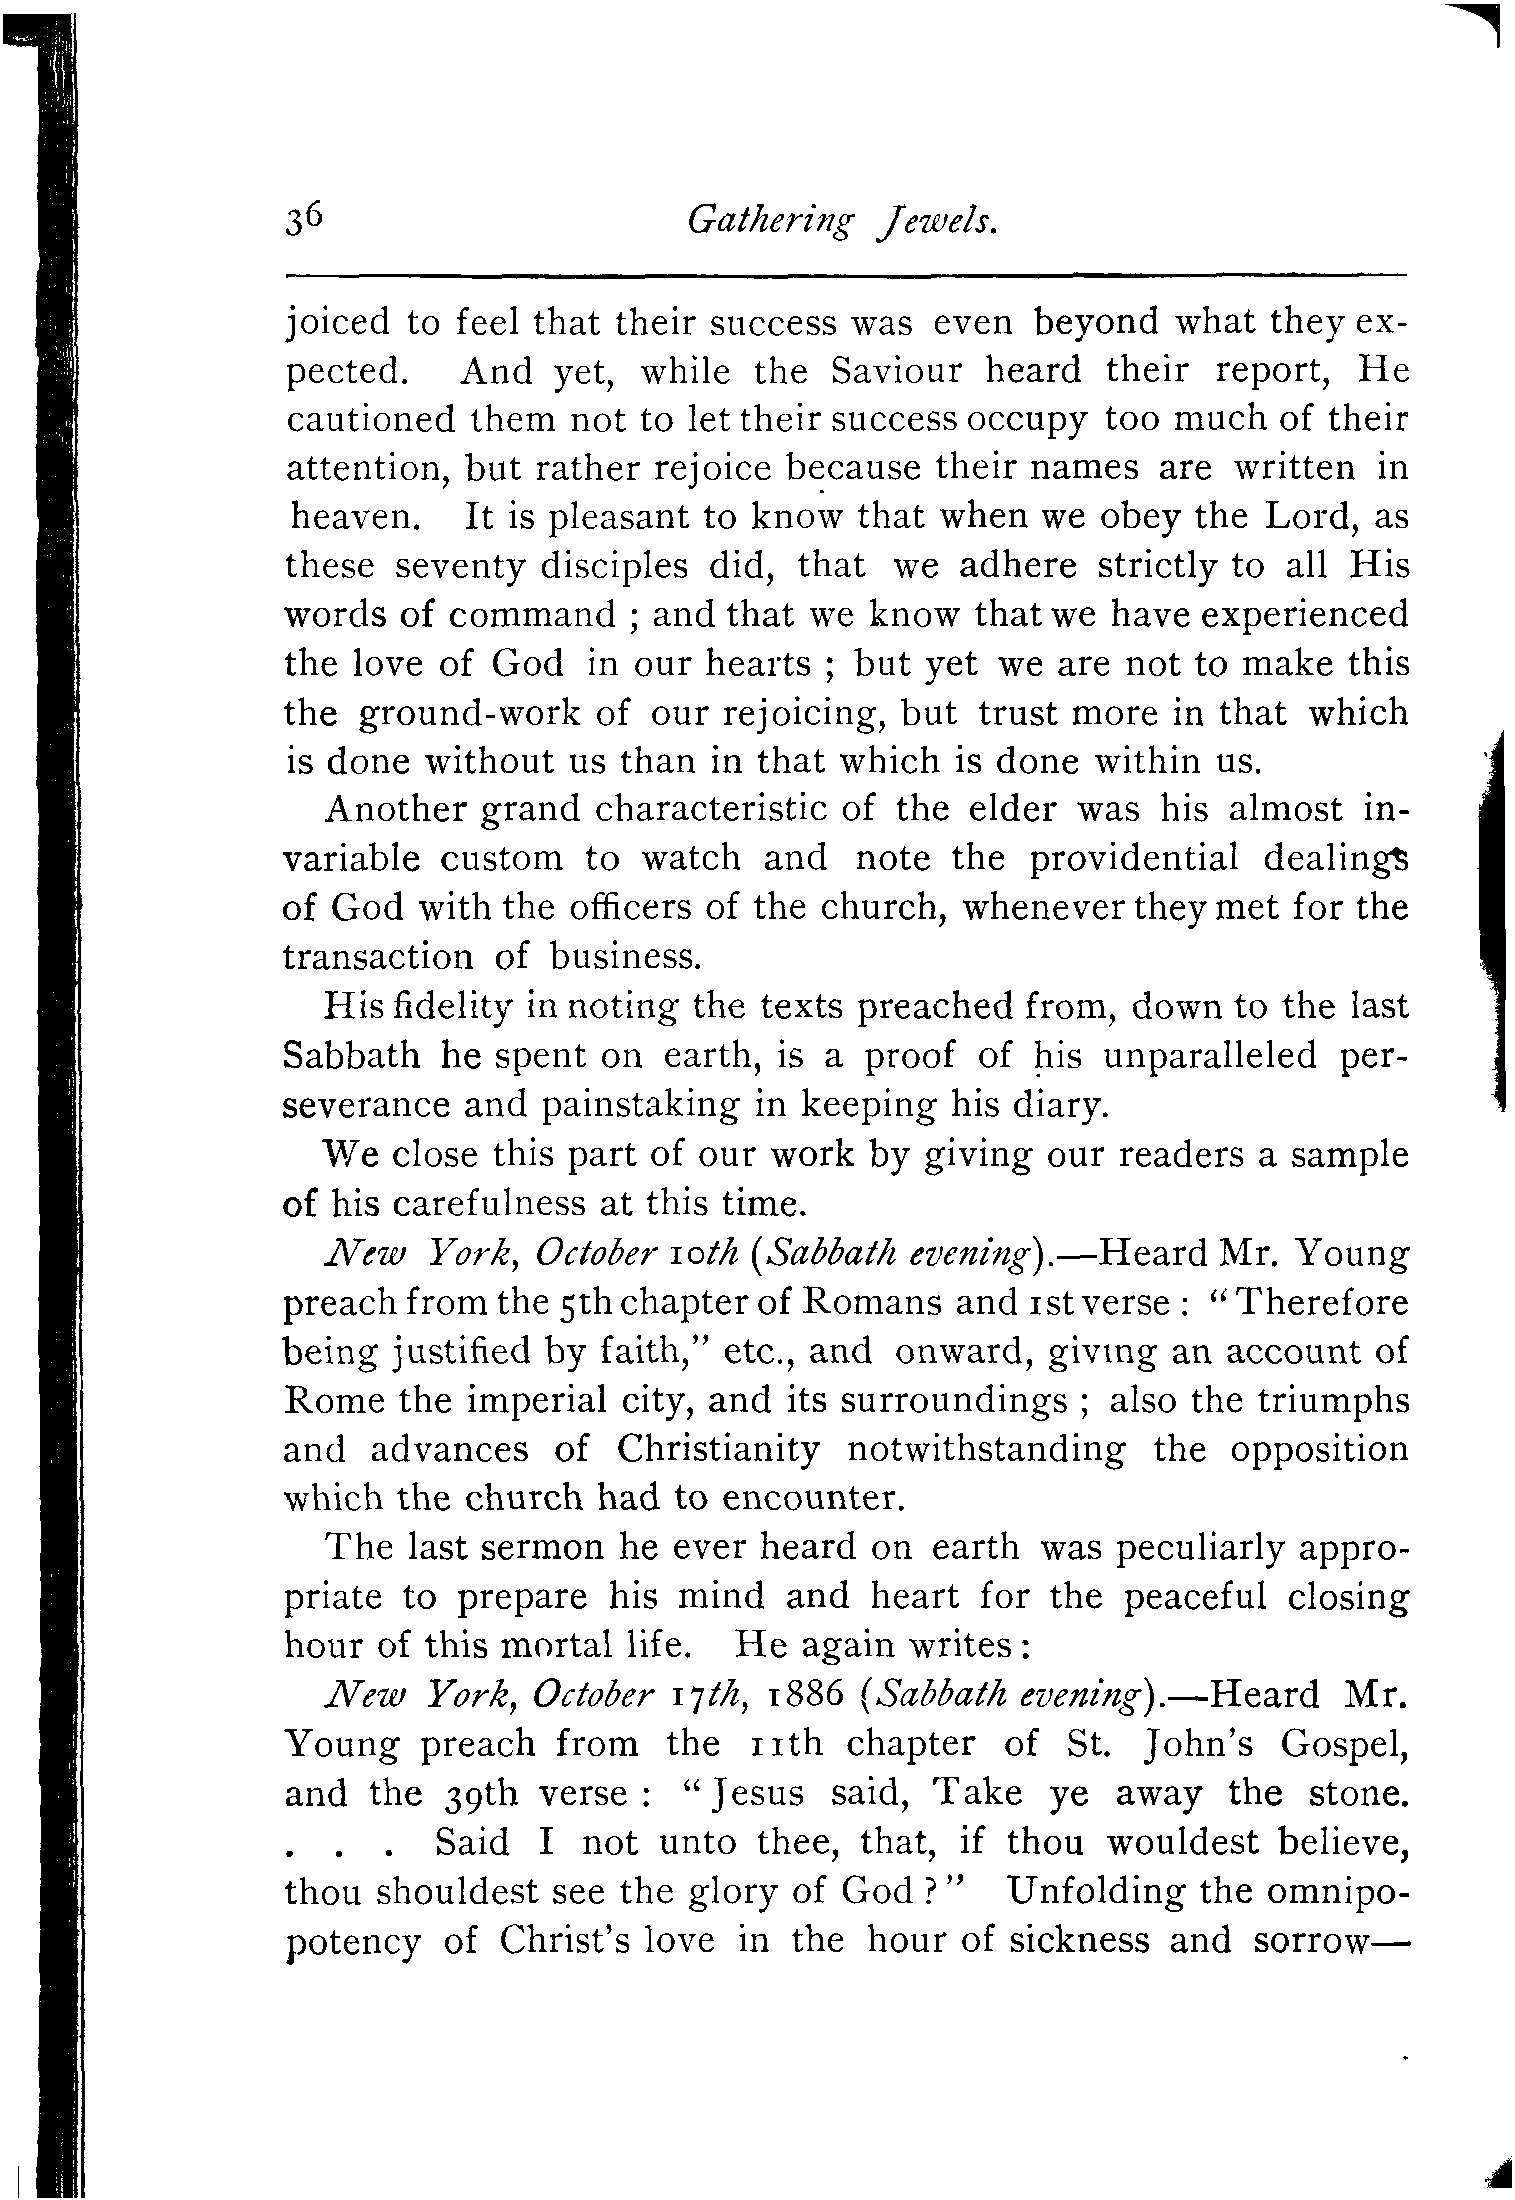 36 Gathering Jewels.
joiced to feel that their success was even beyond what they ex-
pected. And yet, while the Saviour heard their report, He
cautioned them not to let their success occupy too much of their
attention, but rather rejoice because their names are written in
heaven. It is pleasant to know that when we obey the Lord, as
these seventy disciples did, that we adhere strictly to all His
words of command ; and that we know that we have experienced
the love of God in our hearts ; but yet we are not to make this
the ground-work of our rejoicing, but trust more in that which
is done without us than in that which is done within us.
Another grand characteristic of the elder was his almost in-
variable custom to watch and note the providential dealings
of God with the officers of the church, whenever they met for the
transaction of business.
His fidelity in noting the texts preached from, down to the last
Sabbath he spent on earth, is a proof of his unparalleled per-
severance and painstaking in keeping his diary.
We close this part of our work by giving our readers a sample
of his carefulness at this time.
New York, October 10th (Sabbath evening).—Heard Mr. Young
preach from the 5th chapter of Romans and 1st verse : “ Therefore
being justified by faith,” etc., and onward, giving an account of
Rome the imperial city, and its surroundings ; also the triumphs
and advances of Christianity notwithstanding the opposition
which the church had to encounter.
The last sermon he ever heard on earth was peculiarly appro-
priate to prepare his mind and heart for the peaceful closing
hour of this mortal life. He again writes :
New York, October 17th, 1886 (Sabbath evening).—Heard Mr.
Young preach from the 11th chapter of St. John's Gospel,
and the 39th verse : “ Jesus said, Take ye away the stone.
. . . Said I not unto thee, that, if thou wouldest believe,
thou shouldest see the glory of God ? ” Unfolding the omnipo-
potency of Christ's love in the hour of sickness and sorrow—